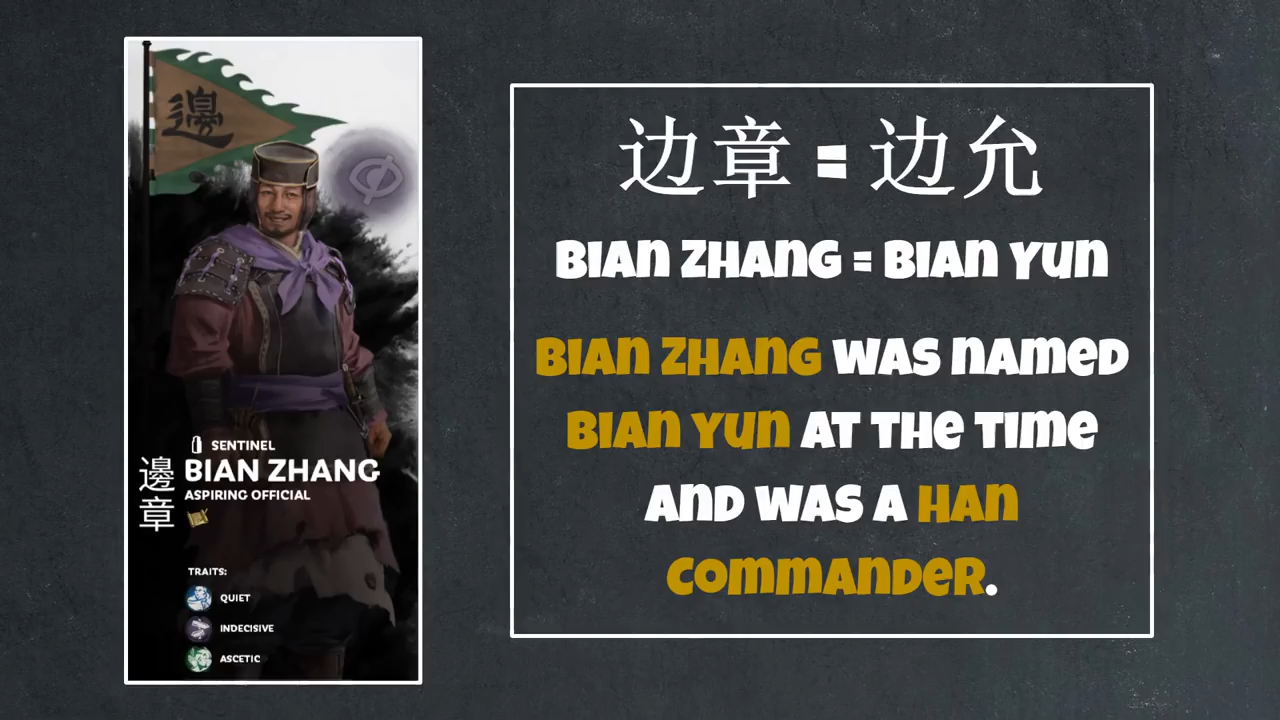 邊
SENTINEL
邊章
BIAN ZHANG
ASPIRING OFFICIAL
TRAITS:
QUIET
INDECISIVE
ASCETIC
边章 = 边允
BIAN ZHANG = BIAN YUN
BIAN ZHANG WAS NAMED
BIAN YUN AT THE TIME
AND WAS A HAN
COMMANDER.